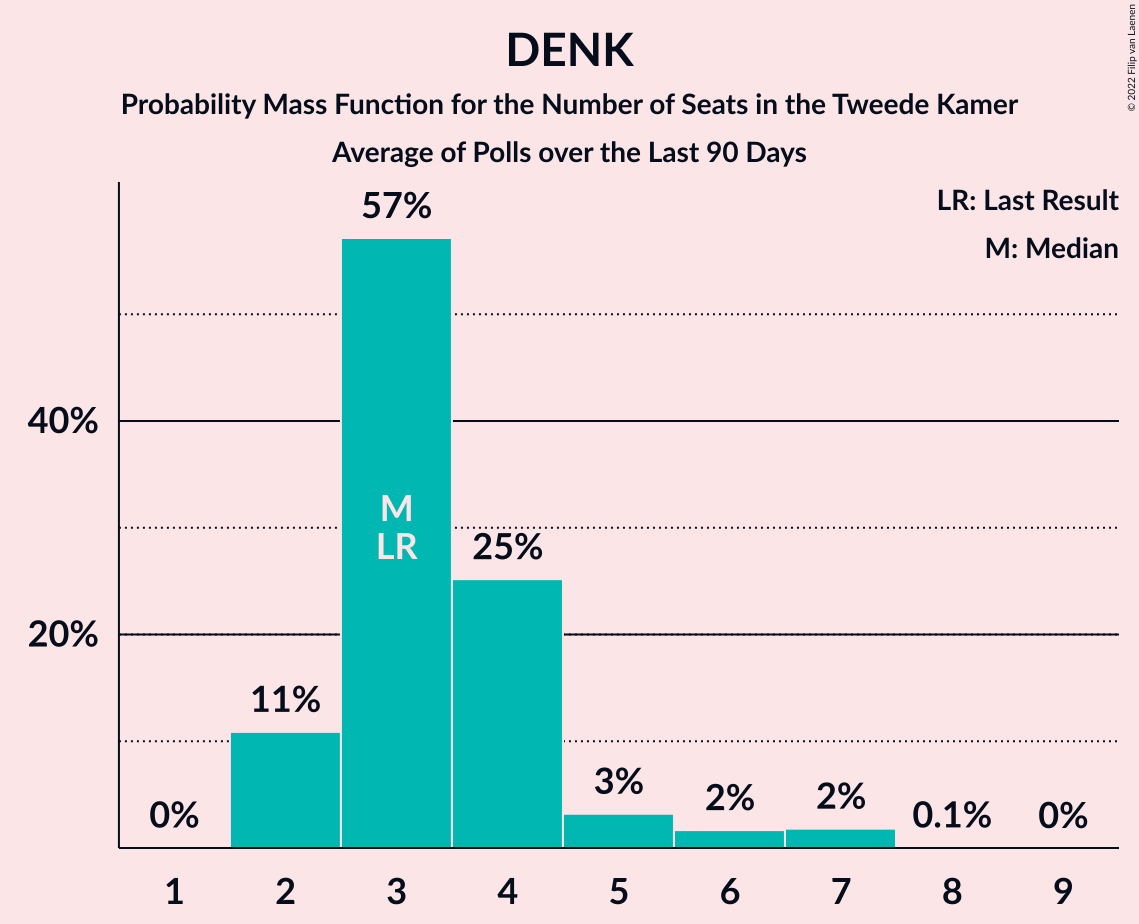 DENK
Probability Mass Function for the Number of Seats in the Tweede Kamer
Average of Polls over the Last 90 Days
© 2022 Filip van Laenen
LR: Last Result
M: Median
57%
40%
M
LR
25%
20%
11%
0%
3%
2%
2%
0.1%
0%
1 2 3 4 5 6 7 8 9